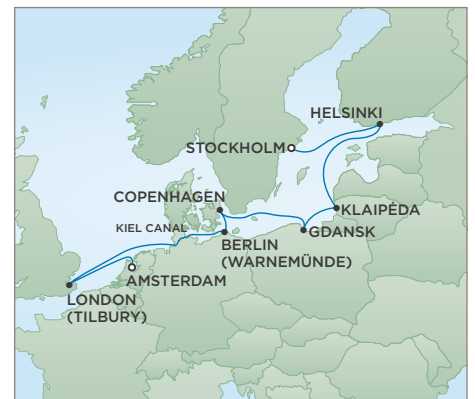 HELSINKI
STOCKHOLM
COPENHAGEN
KLAIPĖDA
KIEL CANAL
GDANSK
BERLIN
(WARNEMÜNDE)
AMSTERDAM
LONDON
(TILBURY)